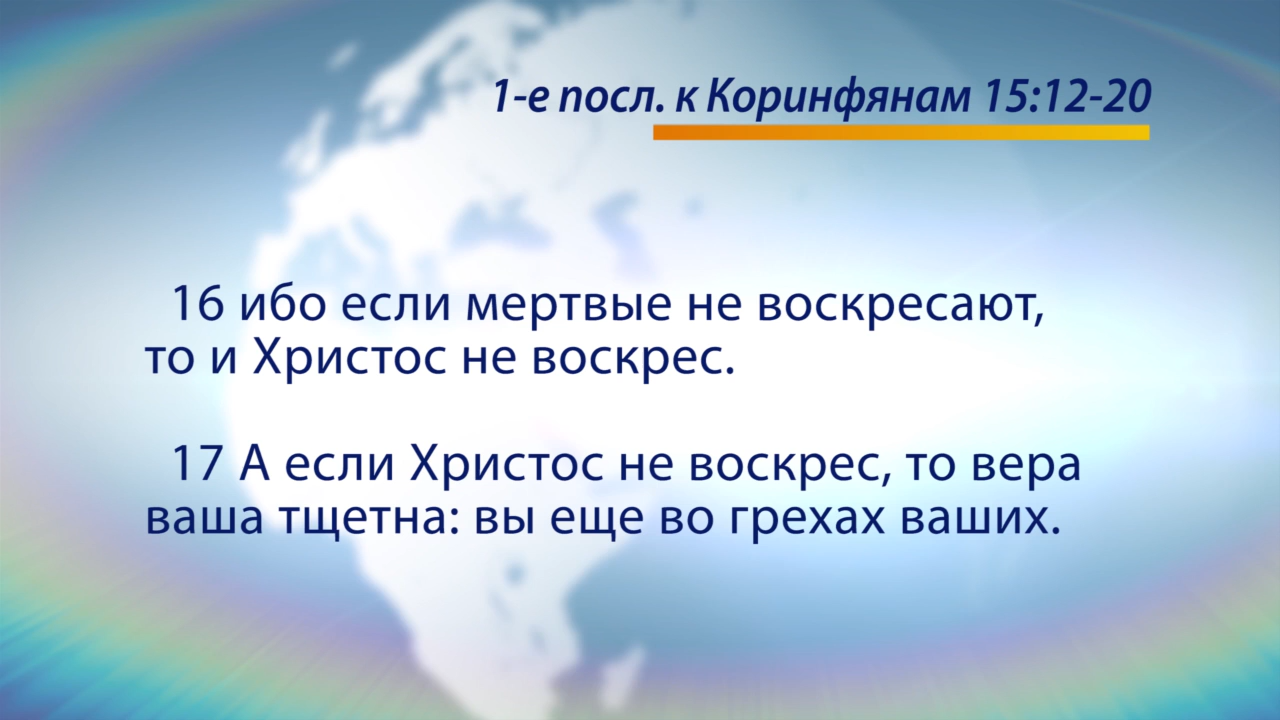 1-е посл. к Коринфянам 15:12-20
16 ибо если мертвые не воскресают,
то и Христос не воскрес.
17 А если Христос не воскрес, то вера
ваша тщетна: вы еще во грехах ваших.